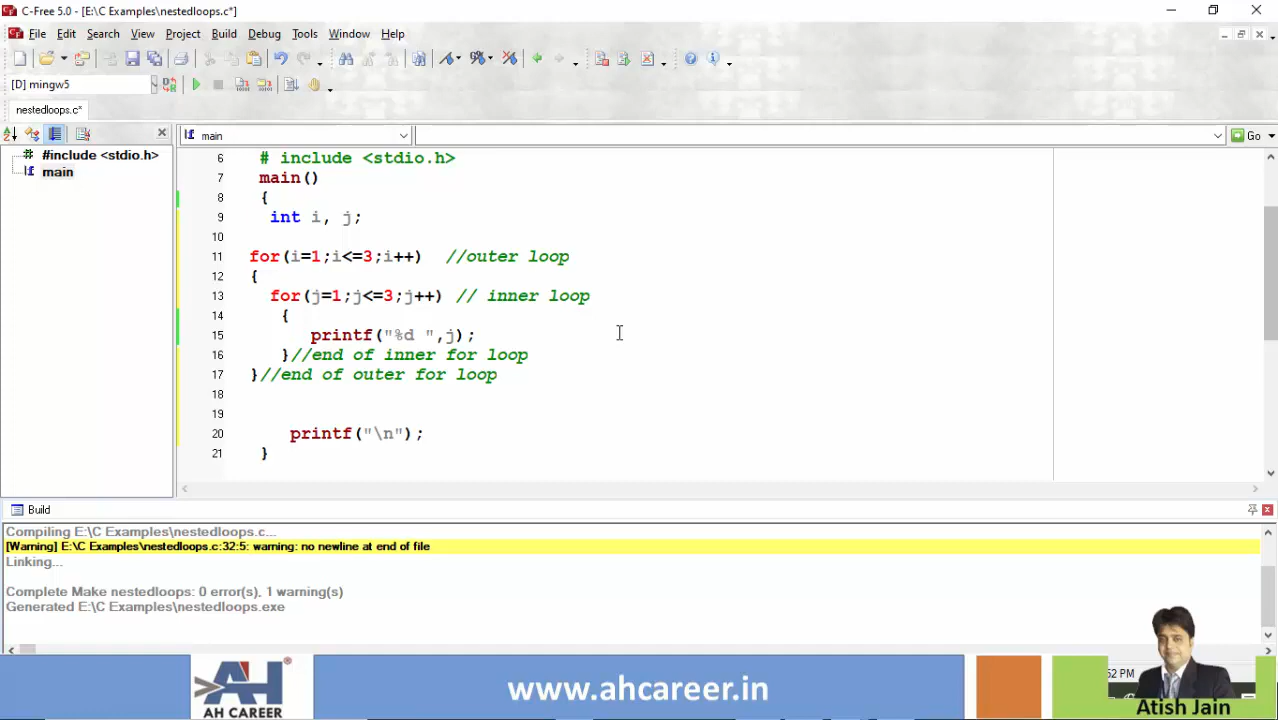 C-Free 5.0 - [E:\C Examples\nestedloops.c*]
File Edit Search View Project Build Debug Tools Window Help
[D] mingw5
nestedloops.c*
main
#include <stdio.h>
main
Go
6 # include <stdio.h>
7 main()
8 {
9 int i, j;
10
11 for(i=1;i<=3;i++) //outer loop
12 {
13 for(j=1;j<=3;j++) // inner loop
14 {
15 printf("%d ",j);
16 }//end of inner for loop
17 }//end of outer for loop
18
19
20 printf("\n");
21 }
Build
Compiling E:\C Examples\nestedloops.c...
[Warning] E:\C Examples\nestedloops.c:32:5: warning: no newline at end of file
Linking...
Complete Make nestedloops: 0 error(s), 1 warning(s)
Generated E:\C Examples\nestedloops.exe
AH
AH CAREER
www.ahcareer.in
52 PM
Atish Jain